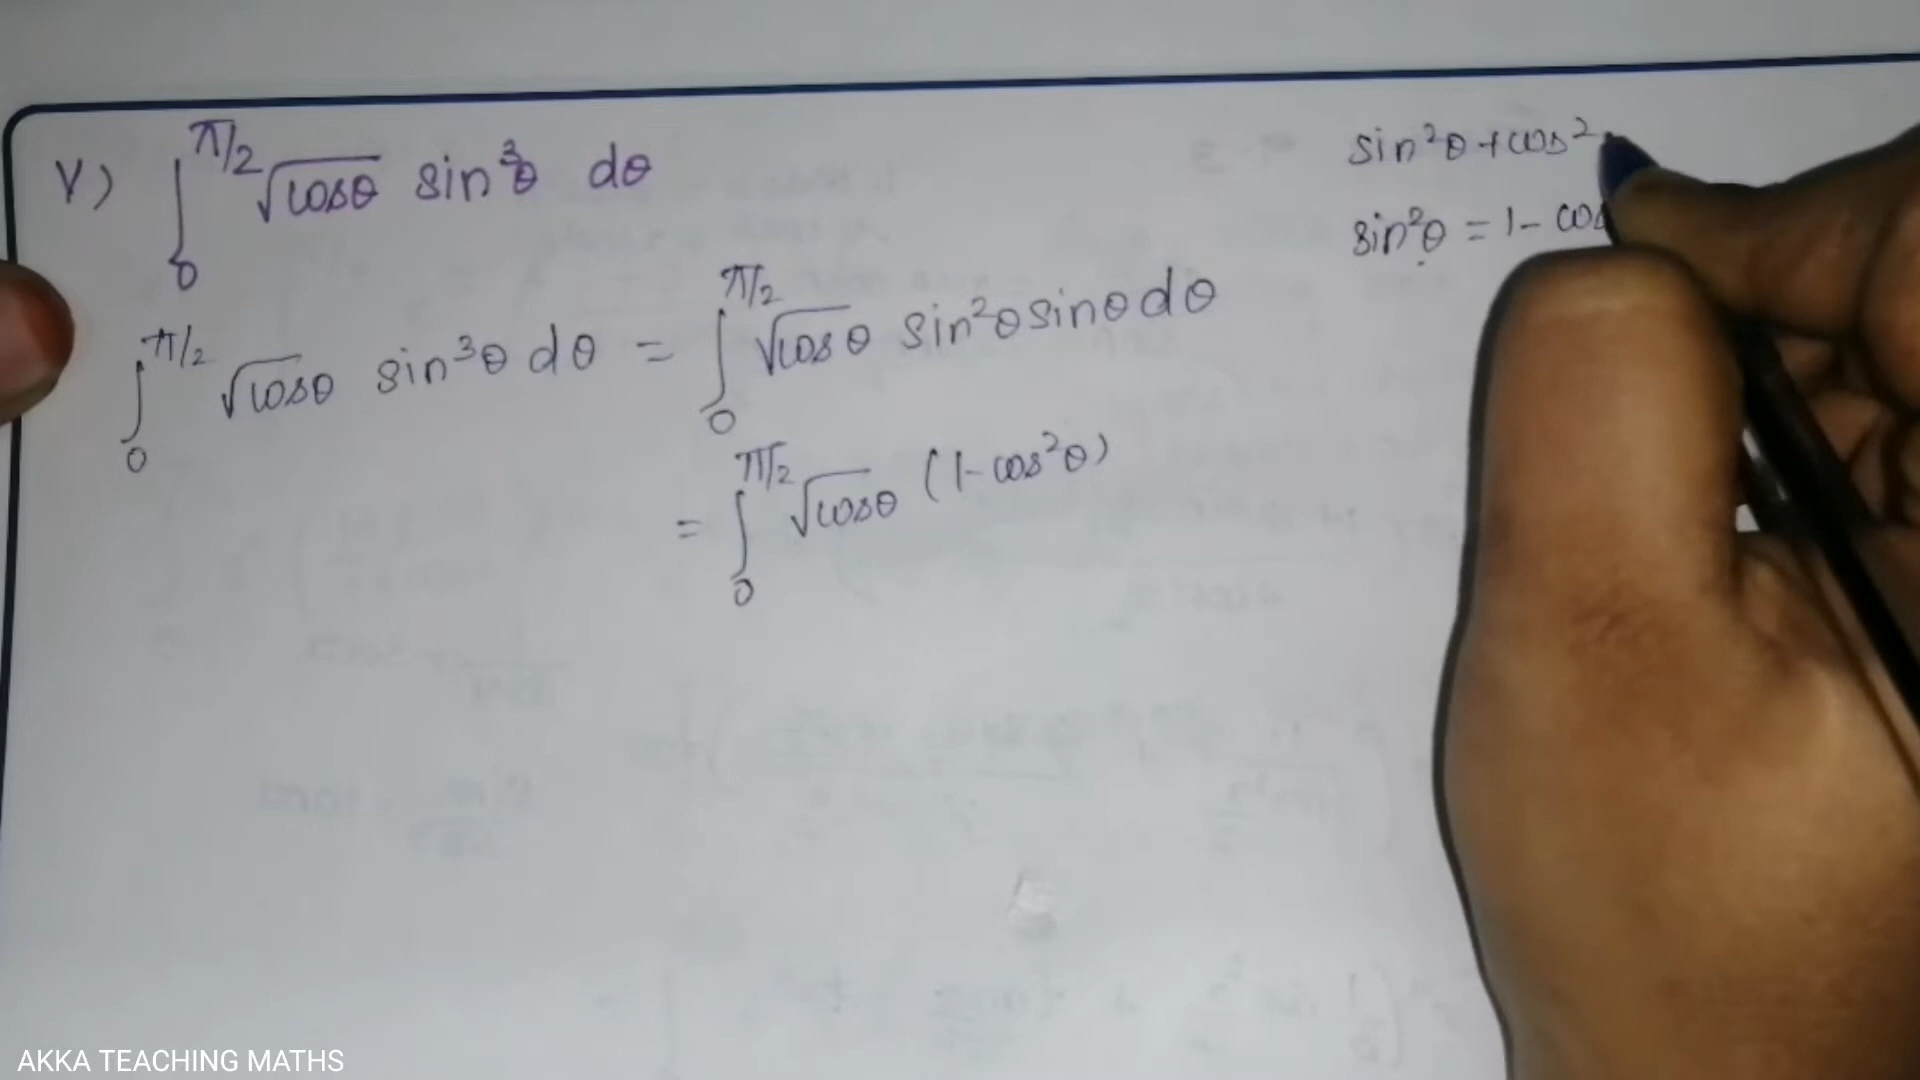 V) ∫₀^π/2 √cosθ sin³θ dθ
sin²θ + cos²
sin²θ = 1 - cos
∫₀^π/2 √cosθ sin³θ dθ = ∫₀^π/2 √cosθ sin²θ sinθ dθ
= ∫₀^π/2 √cosθ (1 - cos²θ)
AKKA TEACHING MATHS